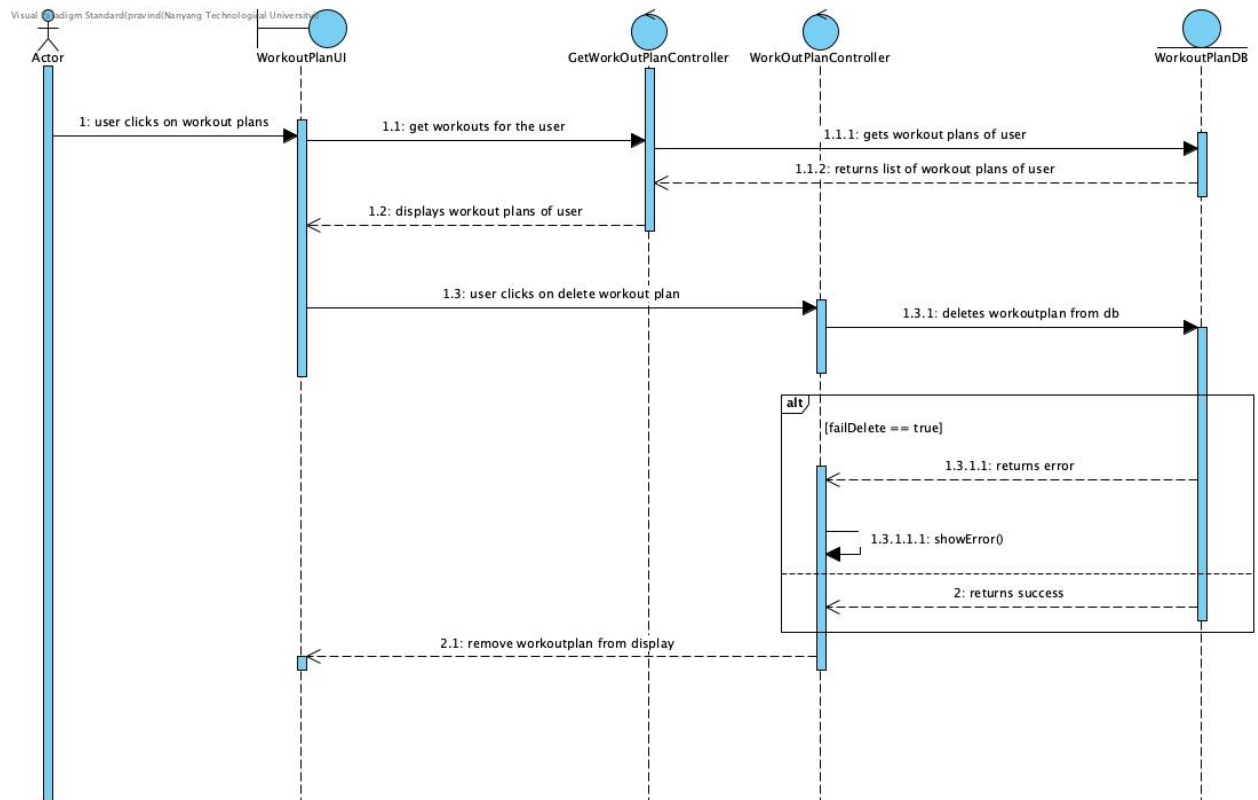 Visual Paradigm Standard(pravind(Nanyang Technological University))
Actor
WorkoutPlanUI
GetWorkOutPlanController
WorkOutPlanController
WorkoutPlanDB
1: user clicks on workout plans
1.1: get workouts for the user
1.1.1: gets workout plans of user
1.1.2: returns list of workout plans of user
1.2: displays workout plans of user
1.3: user clicks on delete workout plan
1.3.1: deletes workoutplan from db
alt
[failDelete == true]
1.3.1.1: returns error
1.3.1.1.1: showError()
2: returns success
2.1: remove workoutplan from display